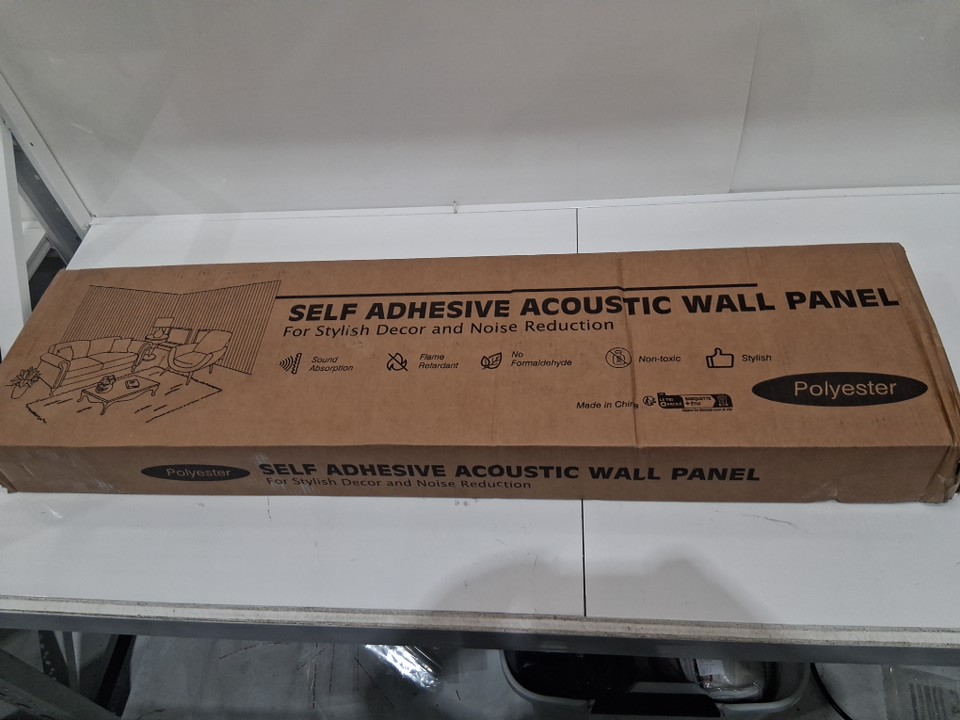 SELF ADHESIVE ACOUSTIC WALL PANEL
For Stylish Decor and Noise Reduction
Sound
Absorption
Flame
Retardant
No
Formaldehyde
Non-toxic
Stylish
Polyester
Made in China
Polyester
SELF ADHESIVE ACOUSTIC WALL PANEL
For Stylish Decor and Noise Reduction